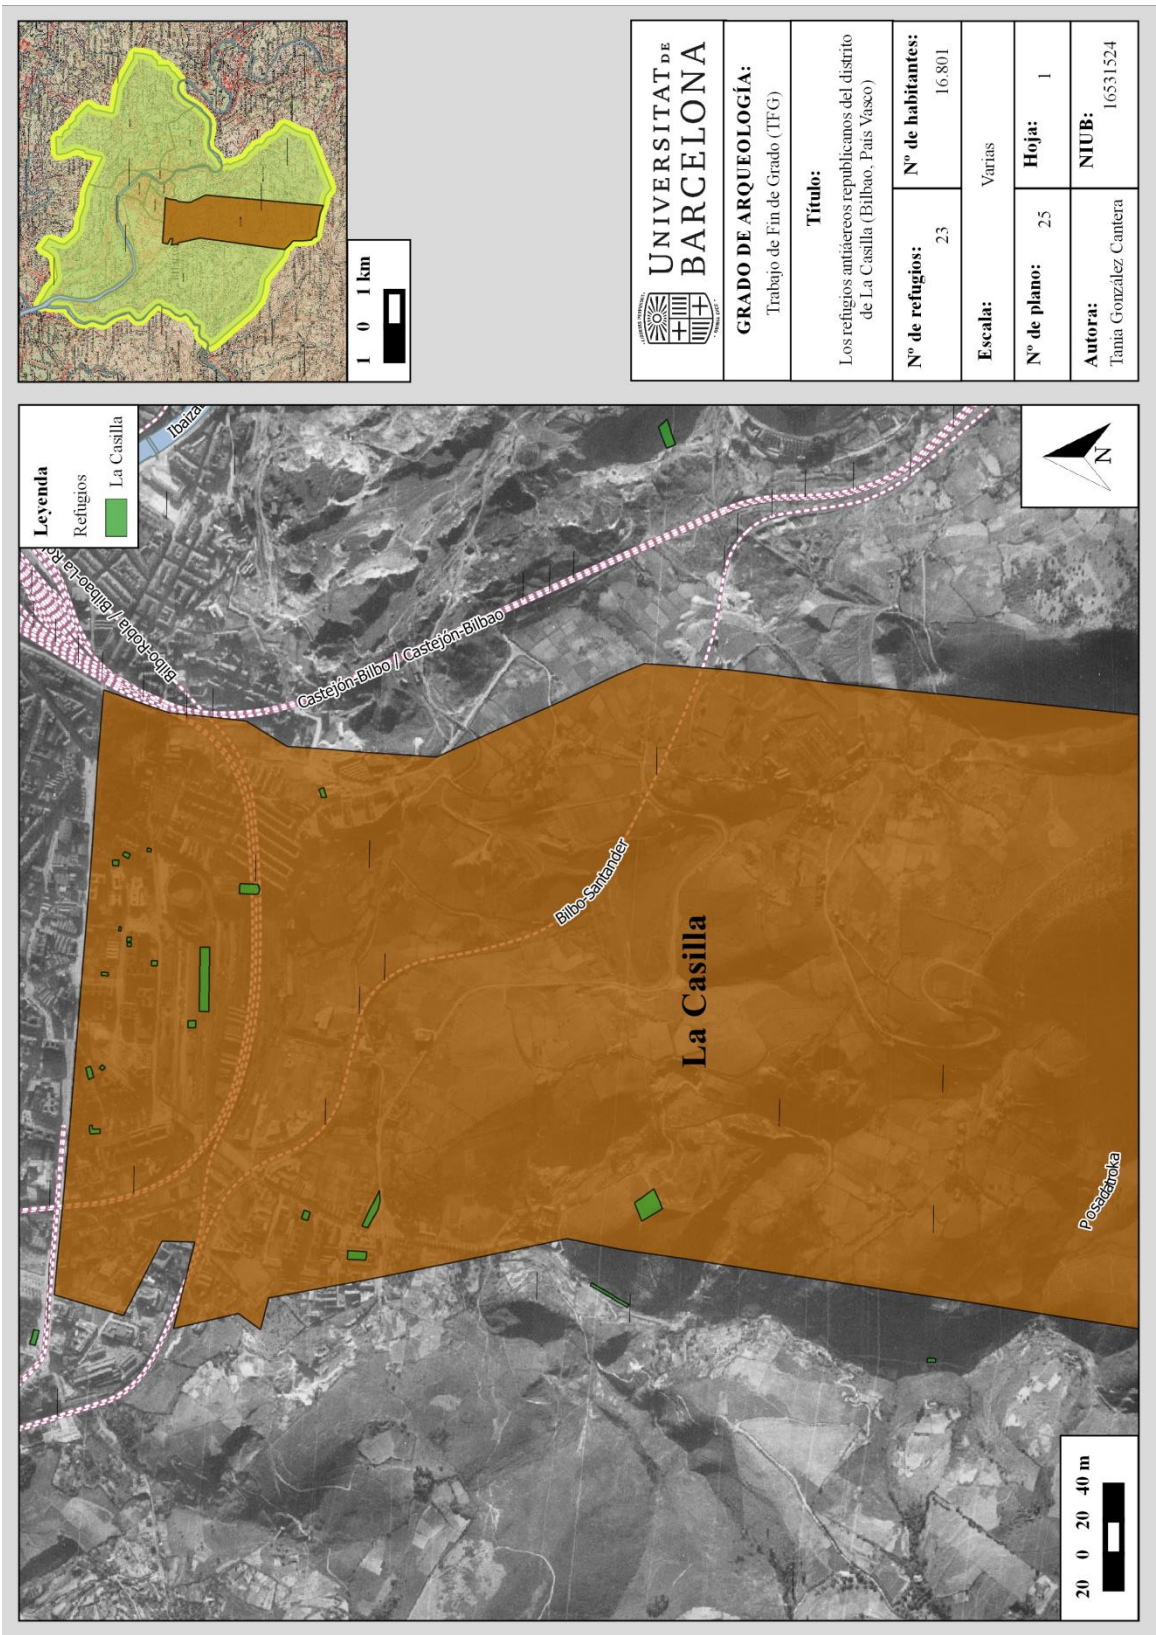 Leyenda
Refugios
La Casilla
Ibaiza
Bilbo-Robla / Bilbao-La Ro
Castejón-Bilbo / Castejón-Bilbao
Bilbo-Santander
La Casilla
Posadatroka
N
20 0 20 40 m
1 0 1 km
UNIVERSITAT DE
BARCELONA
GRADO DE ARQUEOLOGÍA:
Trabajo de Fin de Grado (TFG)
Título:
Los refugios antiáereos republicanos del distrito
de La Casilla (Bilbao, País Vasco)
Nº de refugios: Nº de habitantes:
23 16.801
Escala:
Varias
Nº de plano: Hoja:
25 1
Autora: NIUB:
Tania González Cantera 16531524